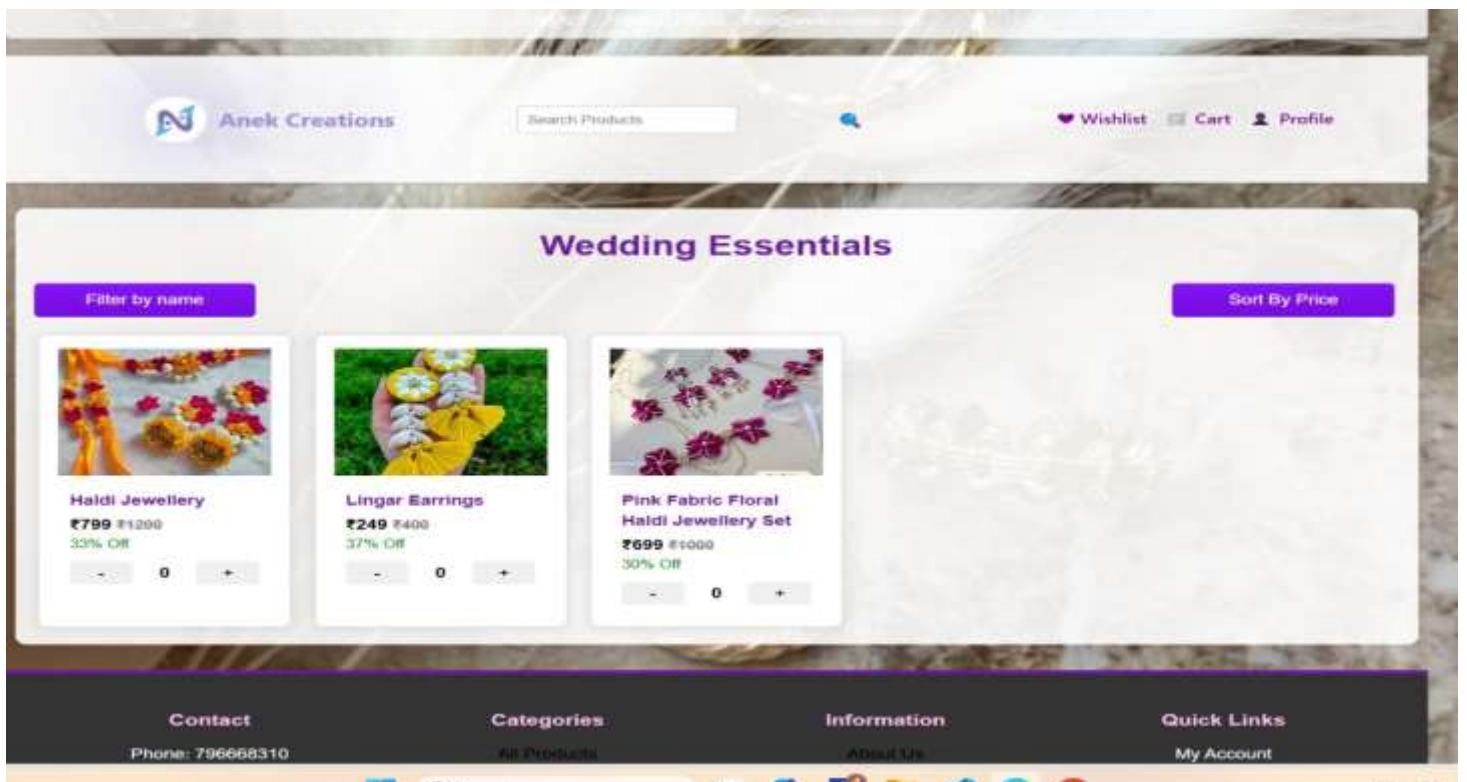 Anek Creations
Search Products
Wishlist Cart Profile
Wedding Essentials
Filter by name
Sort By Price
Haldi Jewellery
₹799 ₹1200
33% Off
- 0 +
Lingar Earrings
₹249 ₹400
37% Off
- 0 +
Pink Fabric Floral
Haldi Jewellery Set
₹699 ₹1000
30% Off
- 0 +
Contact
Phone: 796668310
Categories
All Products
Information
About Us
Quick Links
My Account